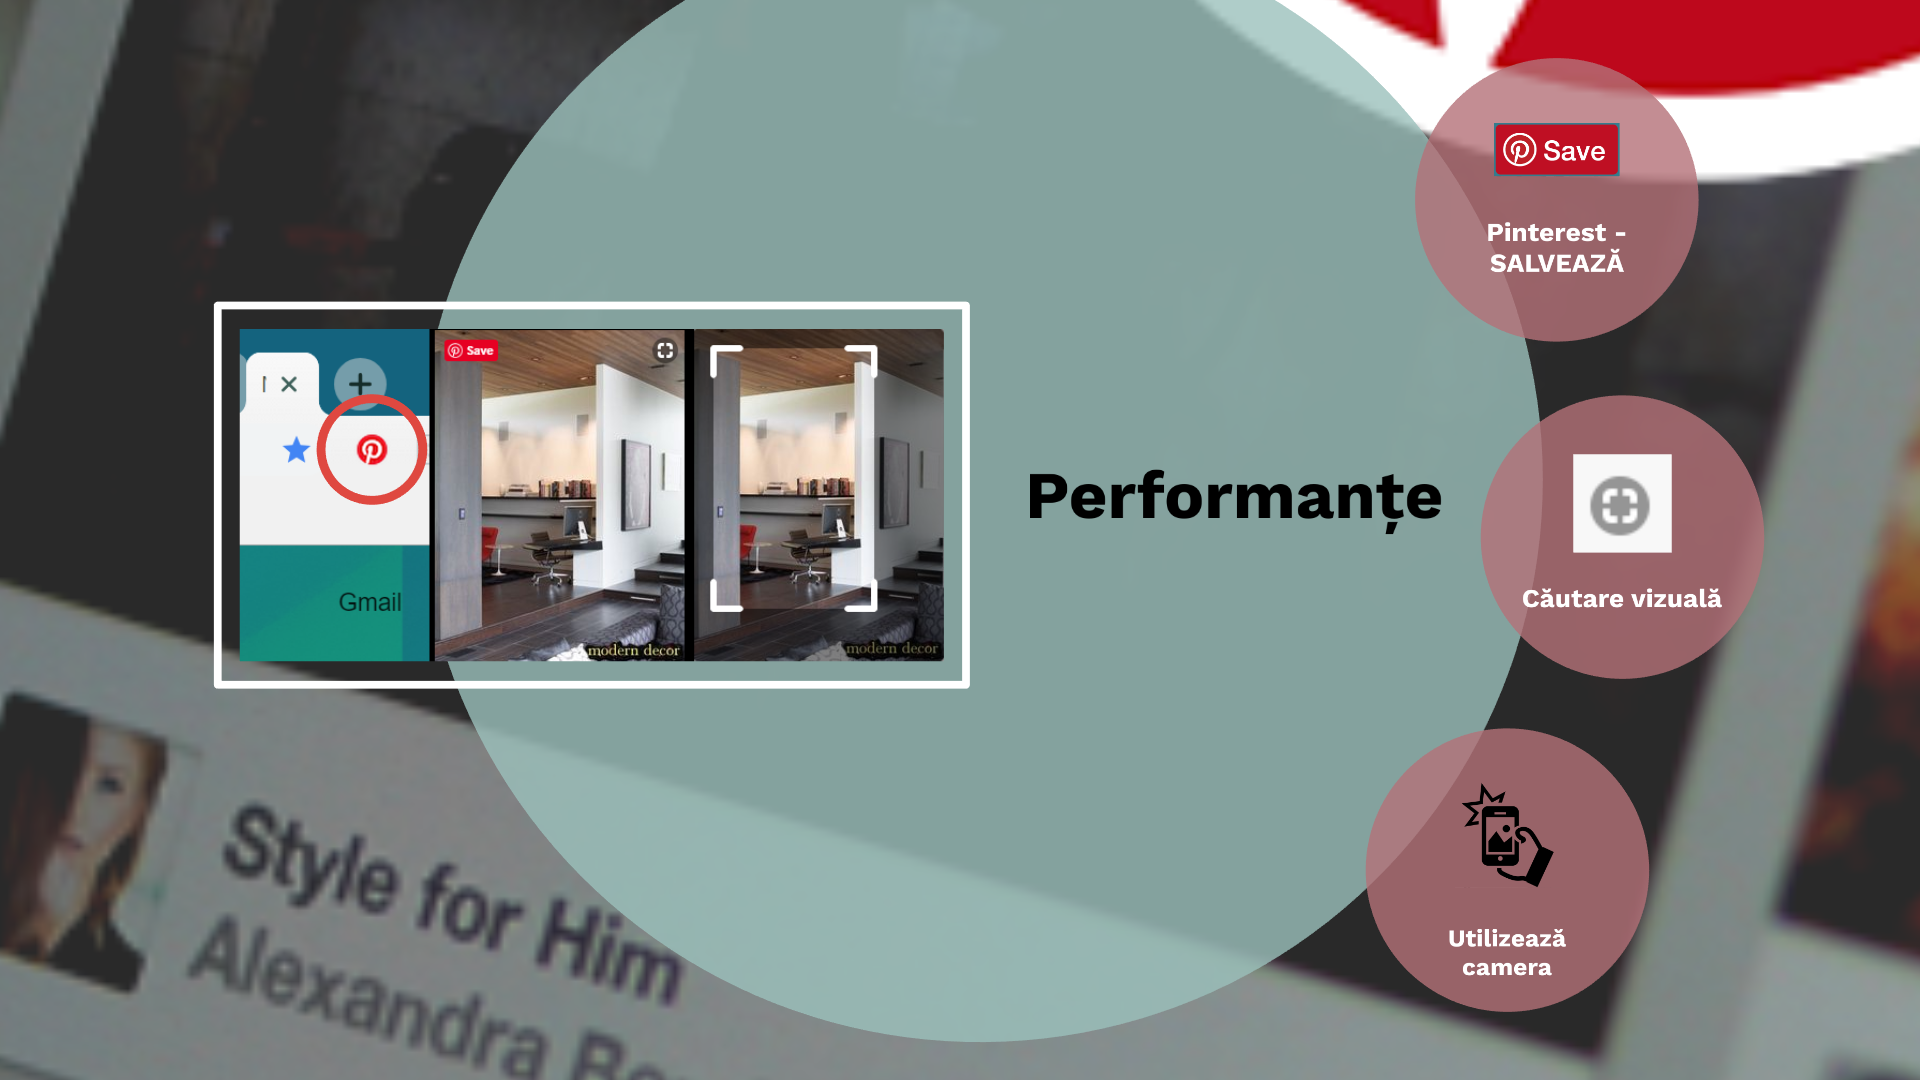 Save
Gmail
modern decor
modern decor
Performanțe
Save
Pinterest -
SALVEAZĂ
Căutare vizuală
Utilizează
camera
Style for Him
Alexandra